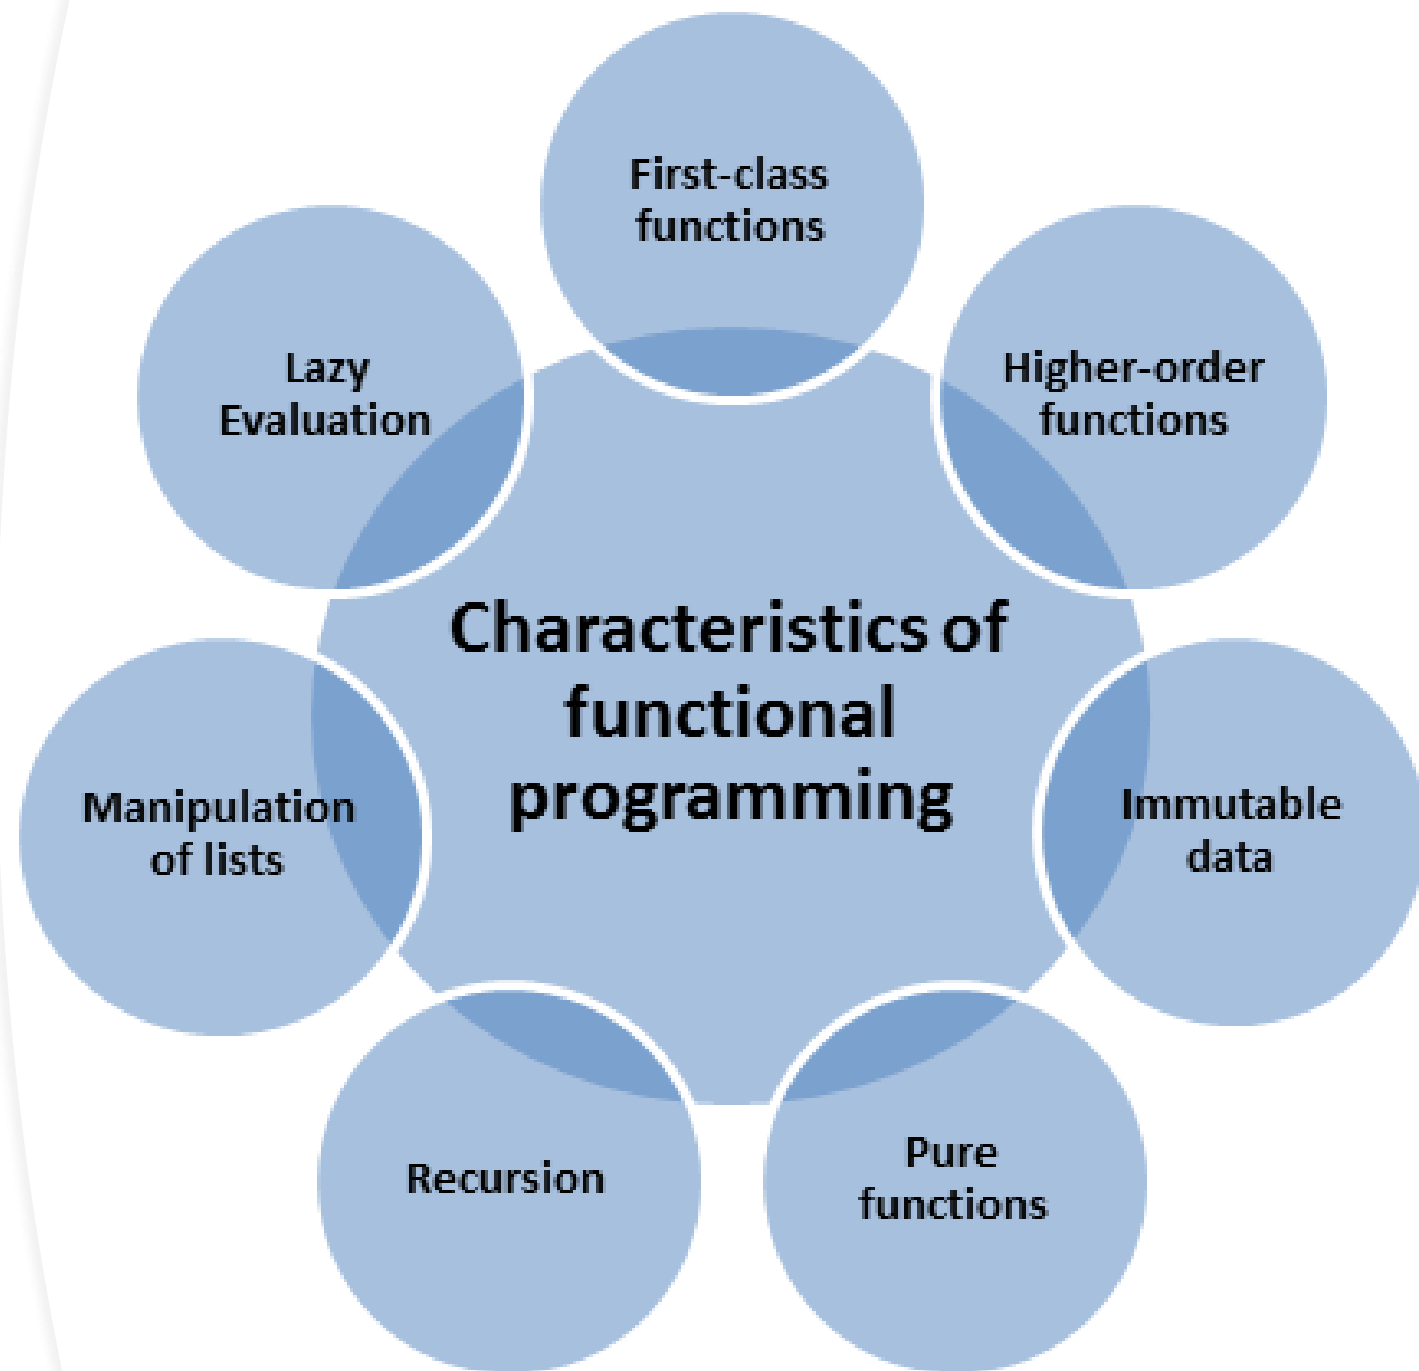 First-class
functions
Higher-order
functions
Immutable
data
Pure
functions
Recursion
Manipulation
of lists
Lazy
Evaluation
Characteristics of
functional
programming